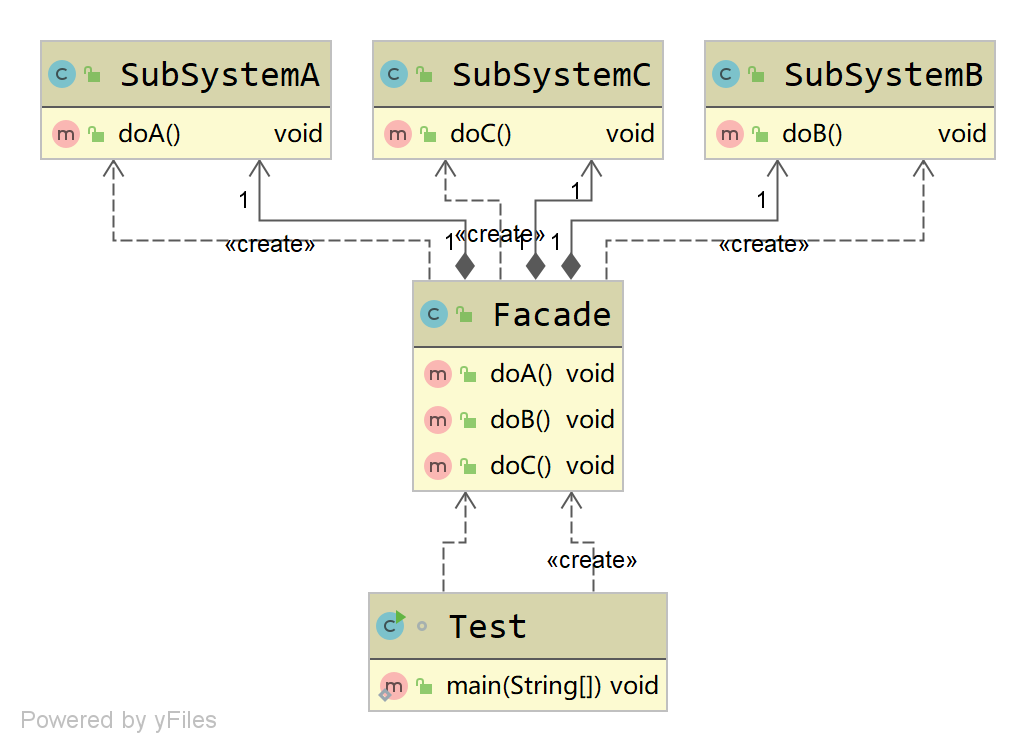 C SubSystemA
m doA() void
C SubSystemC
m doC() void
C SubSystemB
m doB() void
1
1
1
«create»
1
«create»
1
1
«create»
C Facade
m doA() void
m doB() void
m doC() void
«create»
C Test
m main(String[]) void
Powered by yFiles